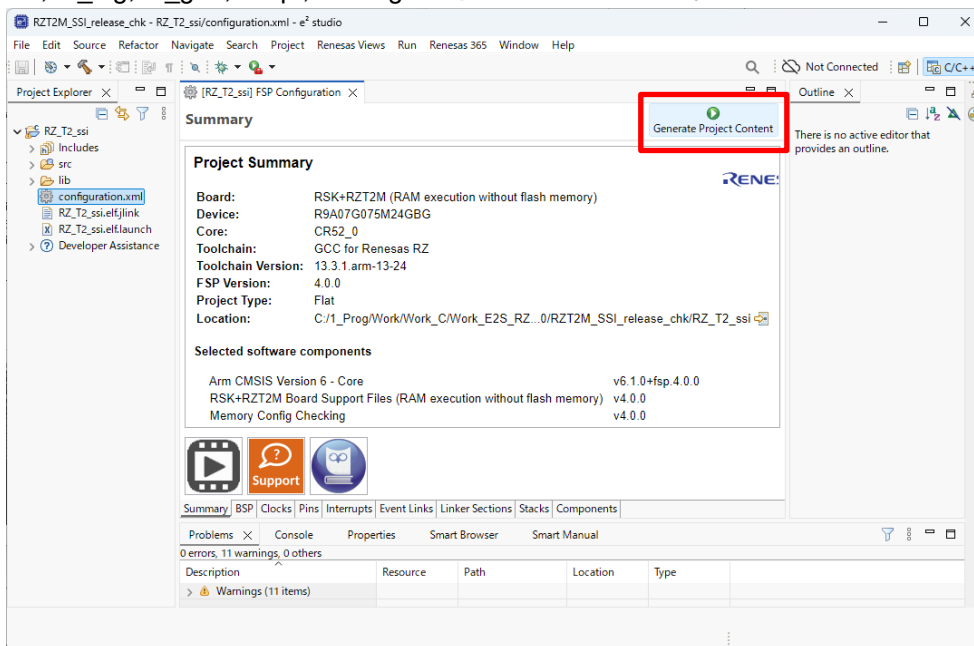 RZT2M_SSI_release_chk - RZ_T2_ssi/configuration.xml - e² studio
File Edit Source Refactor Navigate Search Project Renesas Views Run Renesas 365 Window Help
Not Connected
C/C++
Project Explorer
[RZ_T2_ssi] FSP Configuration
Outline
RZ_T2_ssi
Includes
src
lib
configuration.xml
RZ_T2_ssi.elf.jlink
RZ_T2_ssi.elf.launch
Developer Assistance
Summary
Generate Project Content
There is no active editor that
provides an outline.
Project Summary
RENE
Board: RSK+RZT2M (RAM execution without flash memory)
Device: R9A07G075M24GBG
Core: CR52_0
Toolchain: GCC for Renesas RZ
Toolchain Version: 13.3.1.arm-13-24
FSP Version: 4.0.0
Project Type: Flat
Location: C:/1_Prog/Work/Work_C/Work_E2S_RZ...0/RZT2M_SSI_release_chk/RZ_T2_ssi
Selected software components
Arm CMSIS Version 6 - Core v6.1.0+fsp.4.0.0
RSK+RZT2M Board Support Files (RAM execution without flash memory) v4.0.0
Memory Config Checking v4.0.0
Support
Summary BSP Clocks Pins Interrupts Event Links Linker Sections Stacks Components
Problems Console Properties Smart Browser Smart Manual
0 errors, 11 warnings, 0 others
Description Resource Path Location Type
Warnings (11 items)